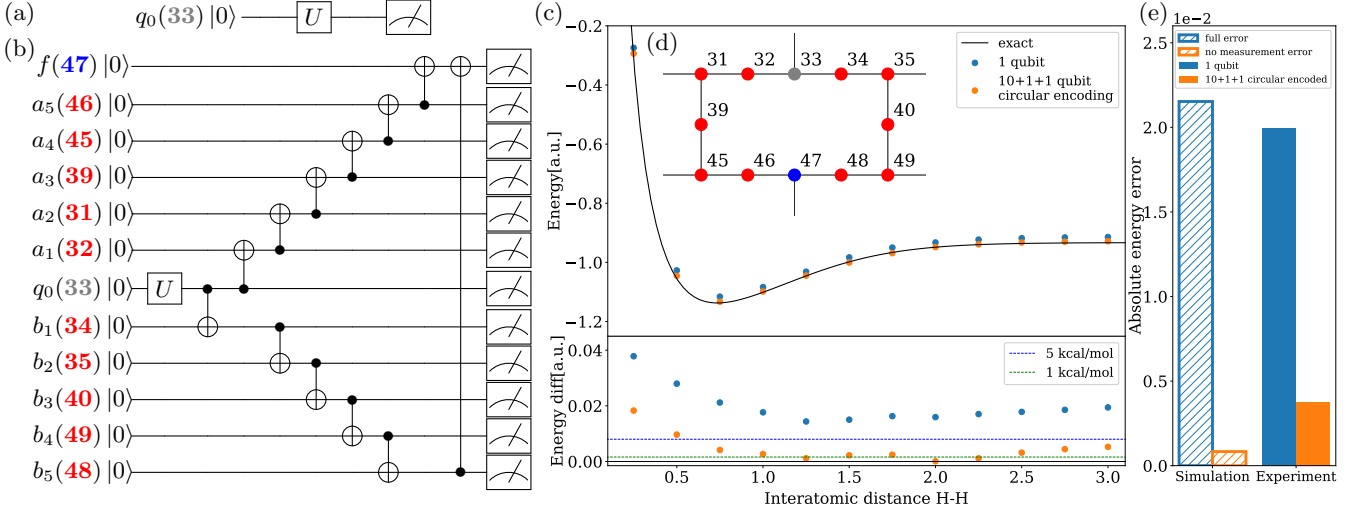 (a)
q0(33) |0⟩
U
(b)
f(47) |0⟩
a5(46) |0⟩
a4(45) |0⟩
a3(39) |0⟩
a2(31) |0⟩
a1(32) |0⟩
q0(33) |0⟩
U
b1(34) |0⟩
b2(35) |0⟩
b3(40) |0⟩
b4(49) |0⟩
b5(48) |0⟩
(c)
Energy[a.u.]
−0.2
−0.4
−0.6
−0.8
−1.0
−1.2
(d)
31 32 33 34 35
39 40
45 46 47 48 49
exact
1 qubit
10+1+1 qubit
circular encoding
Energy diff[a.u.]
0.04
0.02
0.00
5 kcal/mol
1 kcal/mol
0.5 1.0 1.5 2.0 2.5 3.0
Interatomic distance H-H
(e)
1e−2
Absolute energy error
2.5
2.0
1.5
1.0
0.5
0.0
full error
no measurement error
1 qubit
10+1+1 circular encoded
Simulation Experiment